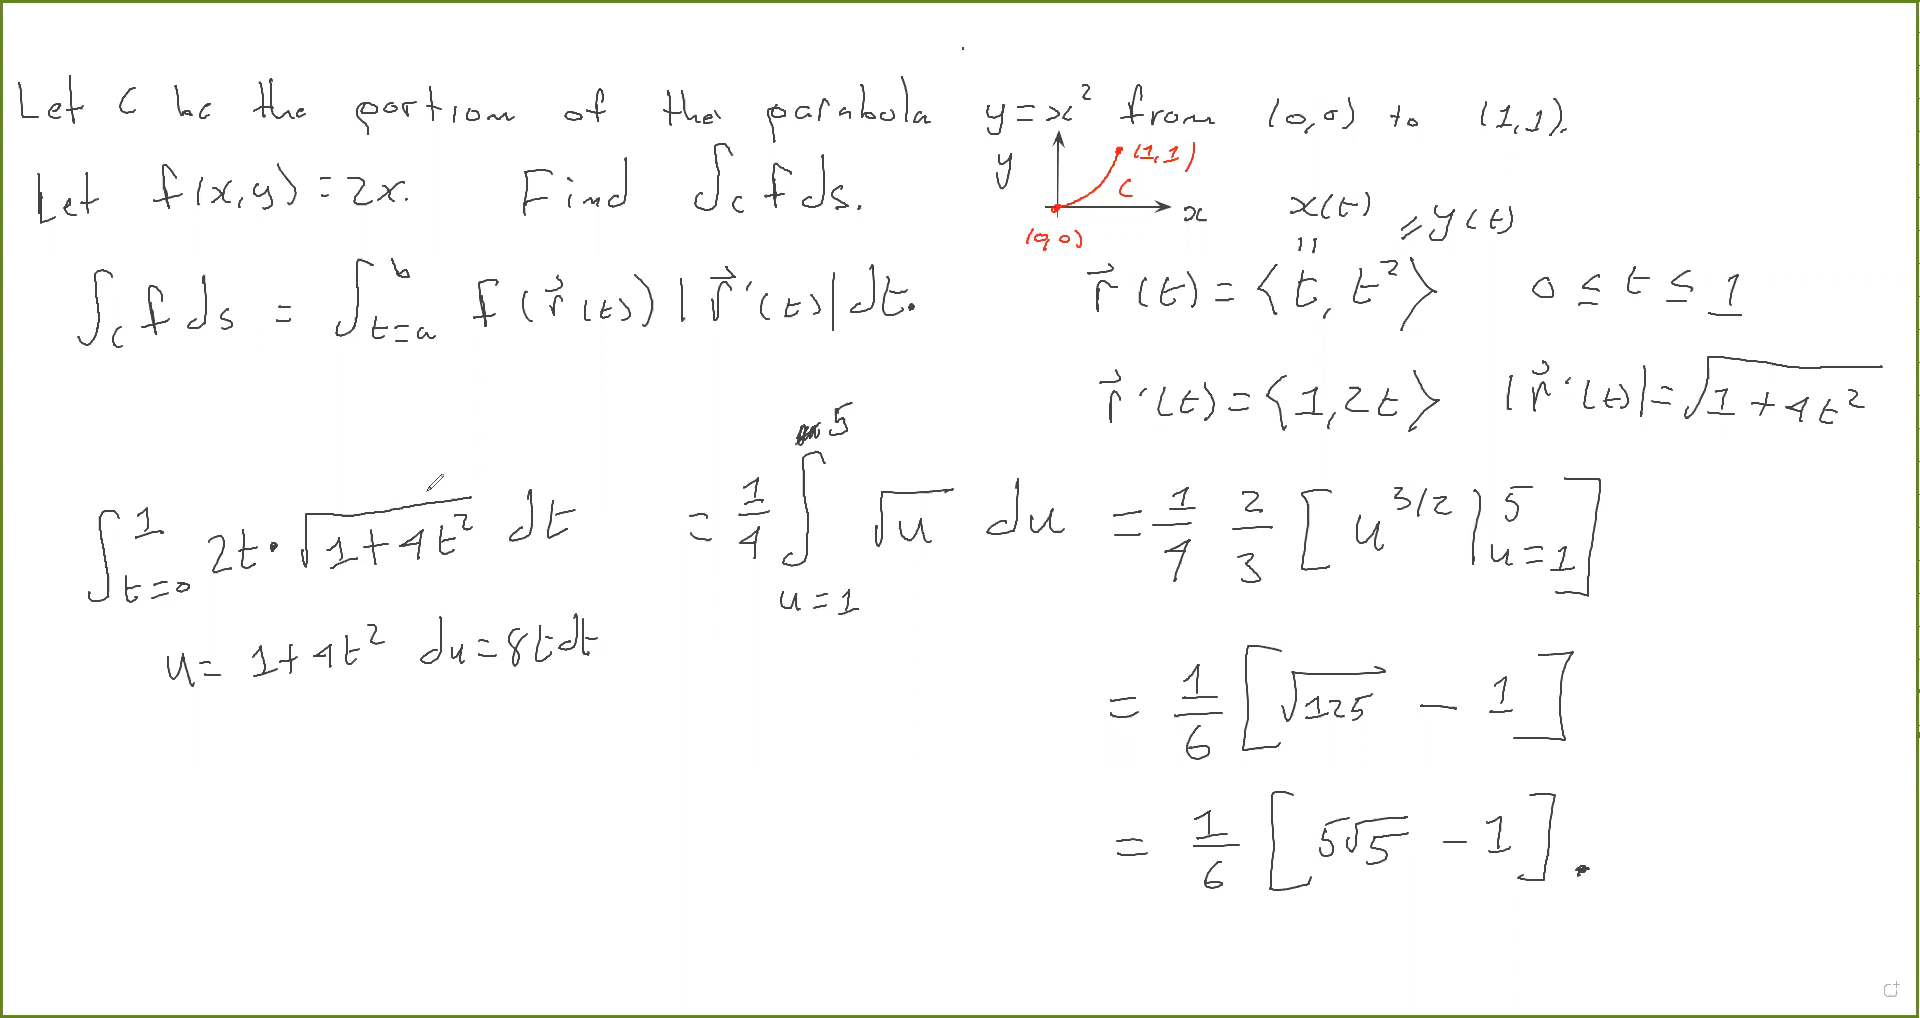 Let C be the portion of the parabola y=x² from (0,0) to (1,1).
Let f(x,y)=2x. Find ∫_C f ds.
y
(1,1)
C
x
(0,0)
x(t)
= y(t)
∫_C f ds = ∫_{t=a}^{b} f(r⃗(t)) |r⃗'(t)| dt.
r⃗(t) = ⟨t, t²⟩ 0 ≤ t ≤ 1
r⃗'(t) = ⟨1, 2t⟩ |r⃗'(t)| = √(1+4t²)
∫_{t=0}^{1} 2t·√(1+4t²) dt = 1/4 ∫_{u=1}^{5} √u du = 1/4 2/3 [u^{3/2} |_{u=1}^{5}]
u = 1+4t² du = 8t dt
= 1/6 [√125 − 1]
= 1/6 [5√5 − 1].